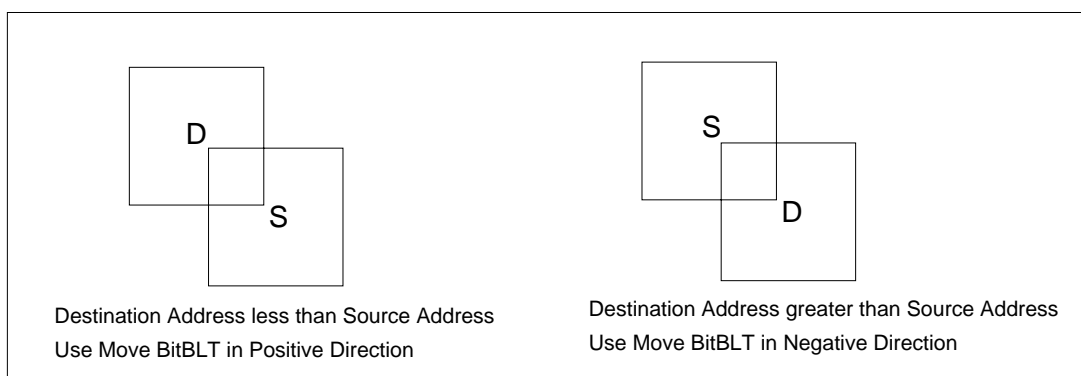 D
S
Destination Address less than Source Address
Use Move BitBLT in Positive Direction
S
D
Destination Address greater than Source Address
Use Move BitBLT in Negative Direction